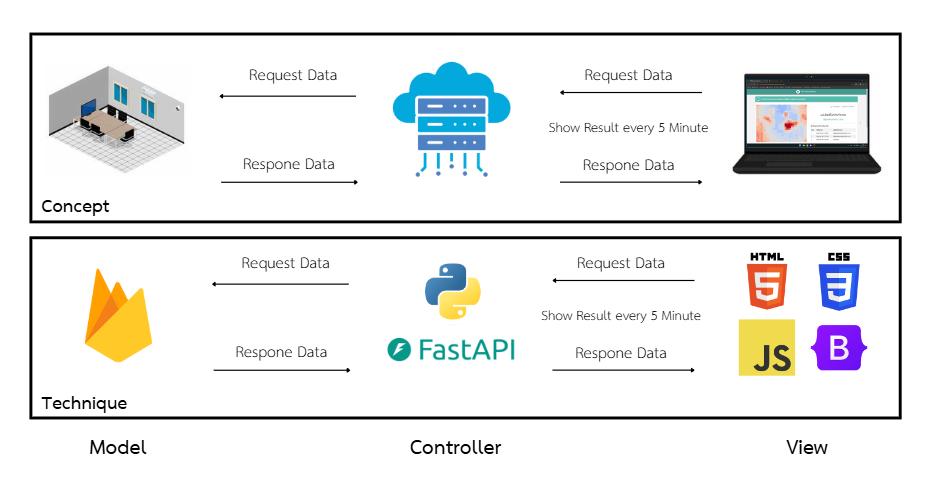 Request Data
Request Data
Show Result every 5 Minute
Respone Data
Respone Data
Concept
HTML
5
CSS
3
Request Data
Request Data
Show Result every 5 Minute
FastAPI
Respone Data
Respone Data
JS
B
Technique
Model
Controller
View